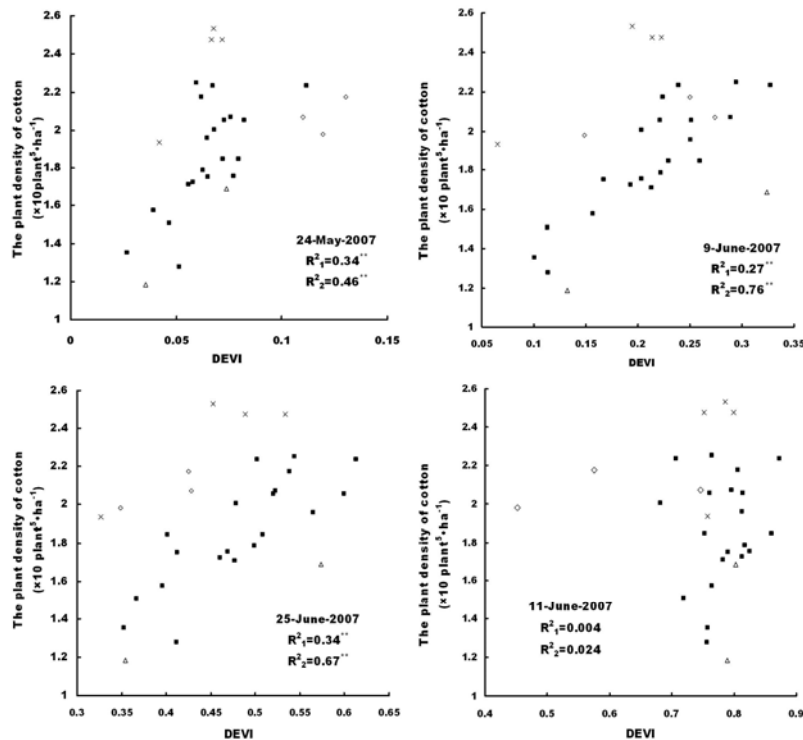 The plant density of cotton
(×10plant⁵•ha⁻¹)
2.6
2.4
2.2
2
1.8
1.6
1.4
1.2
1
24-May-2007
R²₁=0.34**
R²₂=0.46**
0 0.05 0.1 0.15
DEVI
The plant density of cotton
(×10 plant⁵•ha⁻¹)
2.6
2.4
2.2
2
1.8
1.6
1.4
1.2
1
9-June-2007
R²₁=0.27**
R²₂=0.76**
0.05 0.1 0.15 0.2 0.25 0.3 0.35
DEVI
The plant density of cotton
(×10 plant⁵•ha⁻¹)
2.6
2.4
2.2
2
1.8
1.6
1.4
1.2
1
25-June-2007
R²₁=0.34**
R²₂=0.67**
0.3 0.35 0.4 0.45 0.5 0.55 0.6 0.65
DEVI
The plant density of cotton
(×10 plant⁵•ha⁻¹)
2.6
2.4
2.2
2
1.8
1.6
1.4
1.2
1
11-June-2007
R²₁=0.004
R²₂=0.024
0.4 0.5 0.6 0.7 0.8 0.9
DEVI